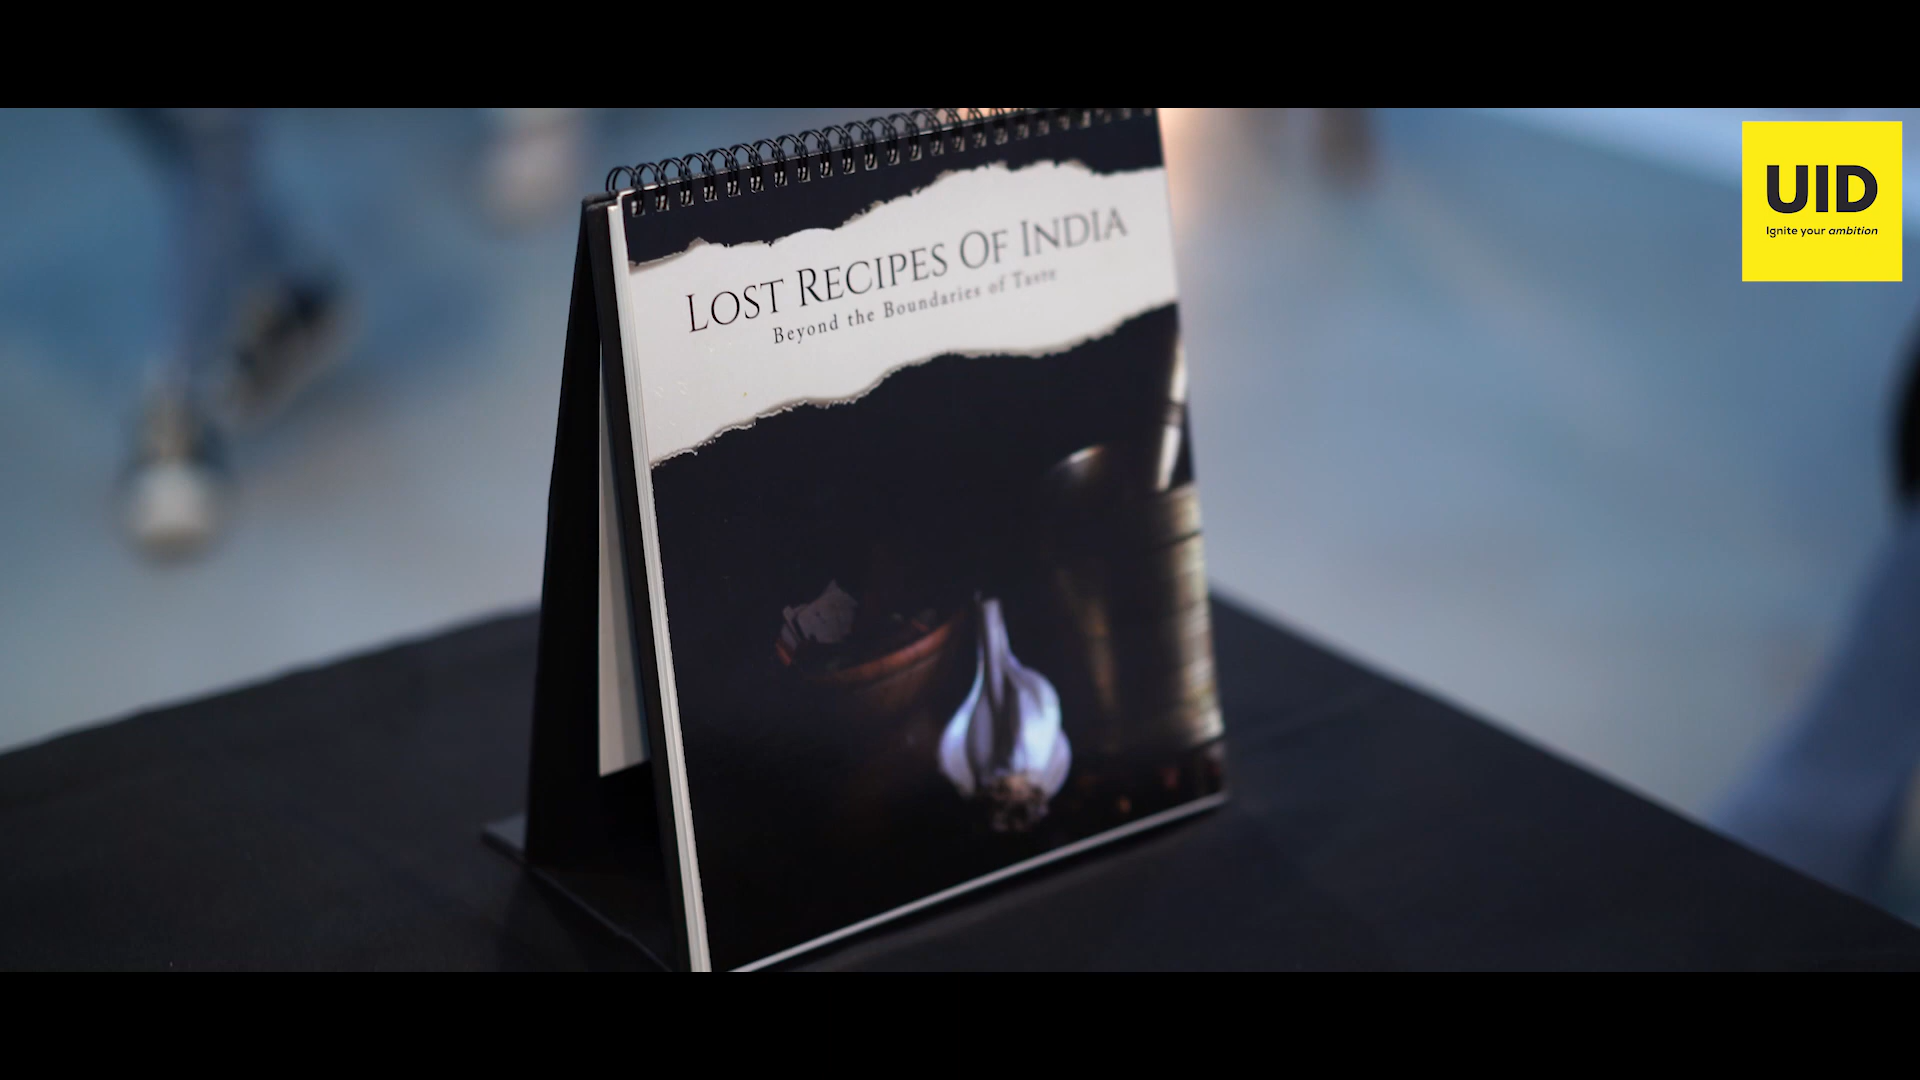 LOST RECIPES OF INDIA
Beyond the Boundaries of Taste
UID
Ignite your ambition